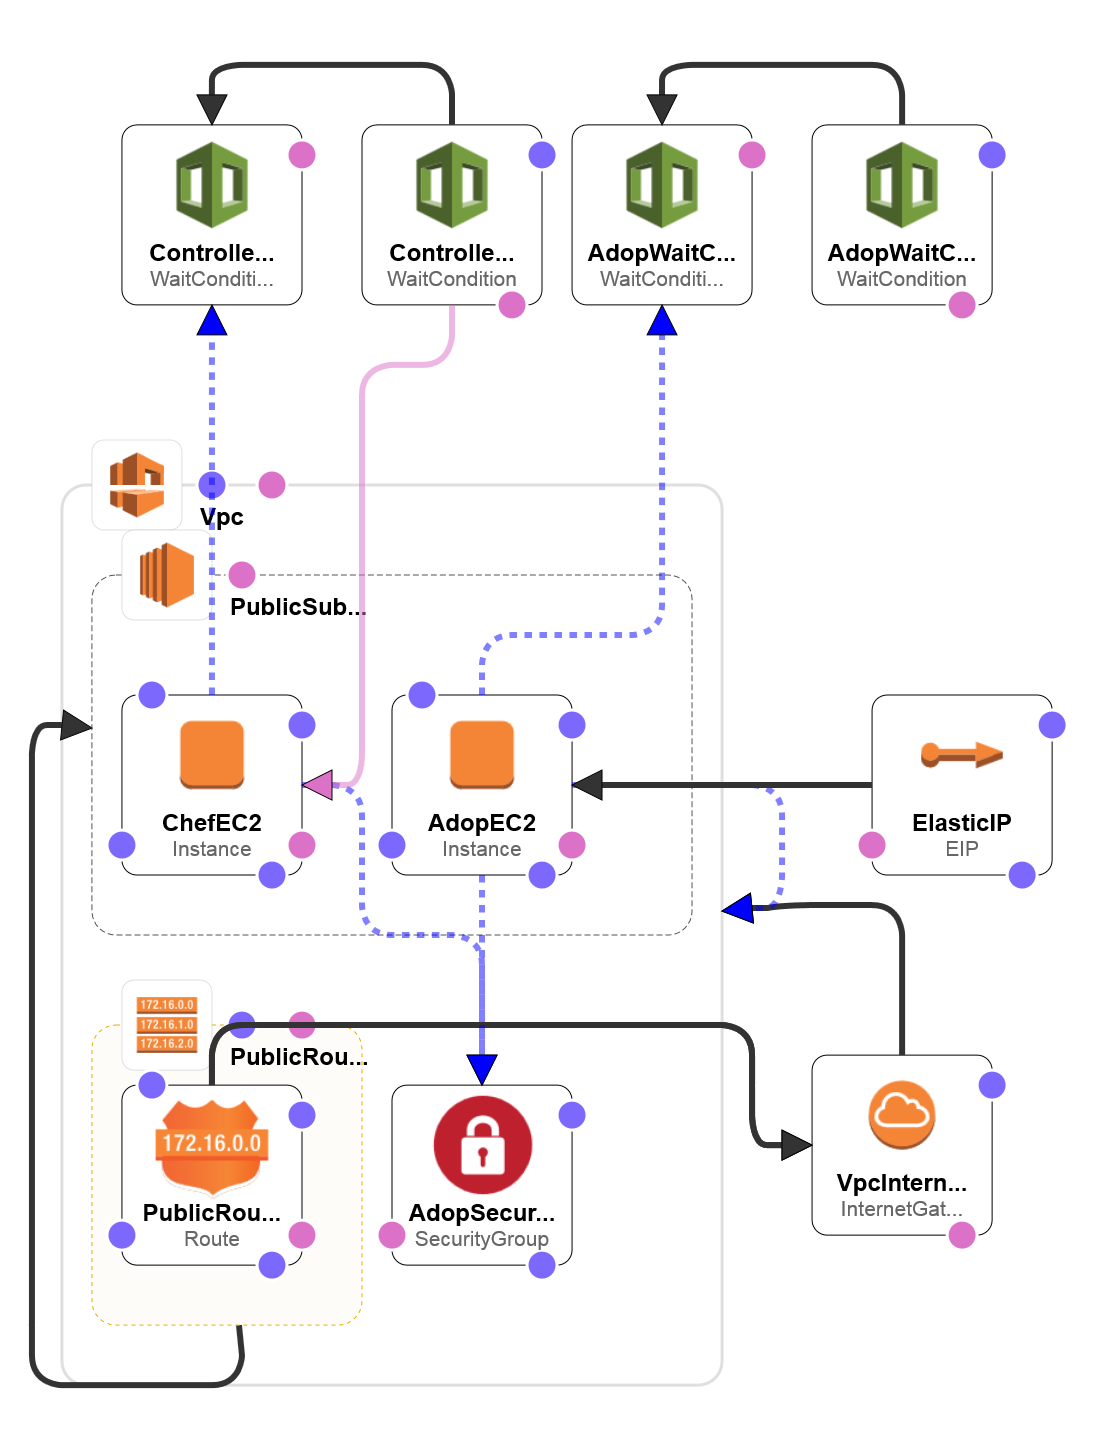 Controlle...
WaitConditi...
Controlle...
WaitCondition
AdopWaitC...
WaitConditi...
AdopWaitC...
WaitCondition
Vpc
PublicSub...
ChefEC2
Instance
AdopEC2
Instance
ElasticIP
EIP
172.16.0.0
172.16.1.0
172.16.2.0
PublicRou...
172.16.0.0
PublicRou...
Route
AdopSecur...
SecurityGroup
VpcIntern...
InternetGat...